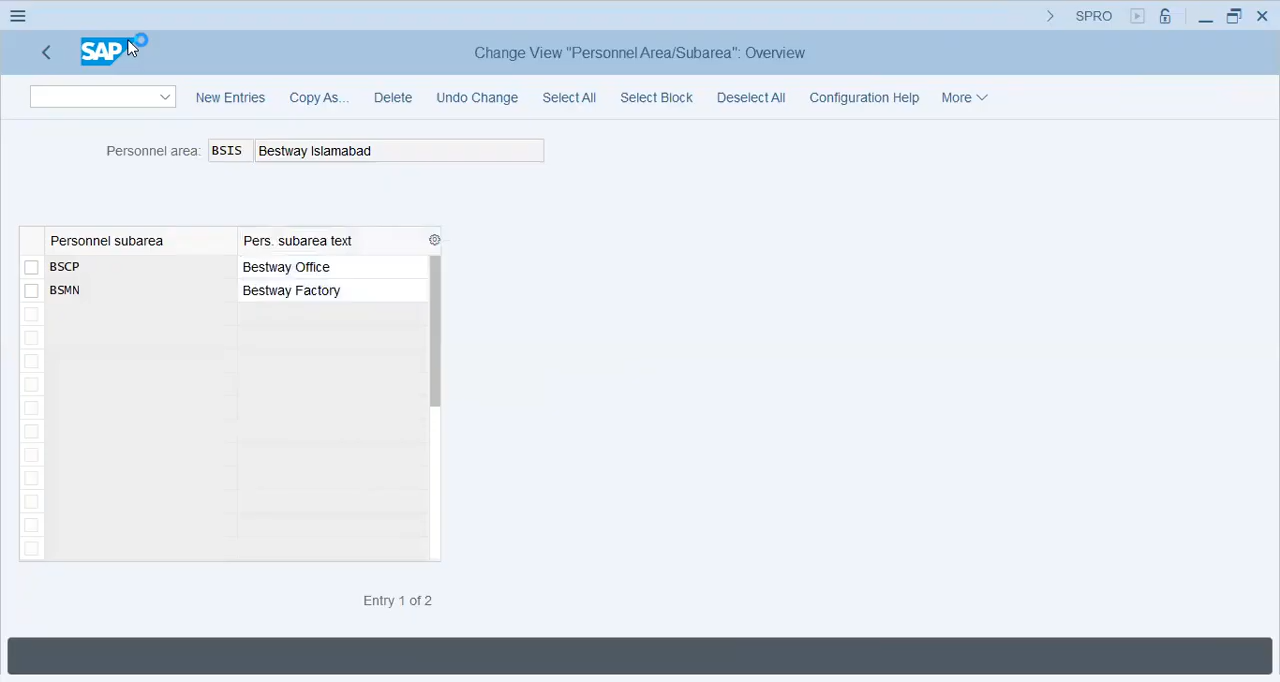 SPRO
SAP
Change View "Personnel Area/Subarea": Overview
New Entries Copy As... Delete Undo Change Select All Select Block Deselect All Configuration Help More
Personnel area: BSIS Bestway Islamabad
Personnel subarea Pers. subarea text
BSCP Bestway Office
BSMN Bestway Factory
Entry 1 of 2